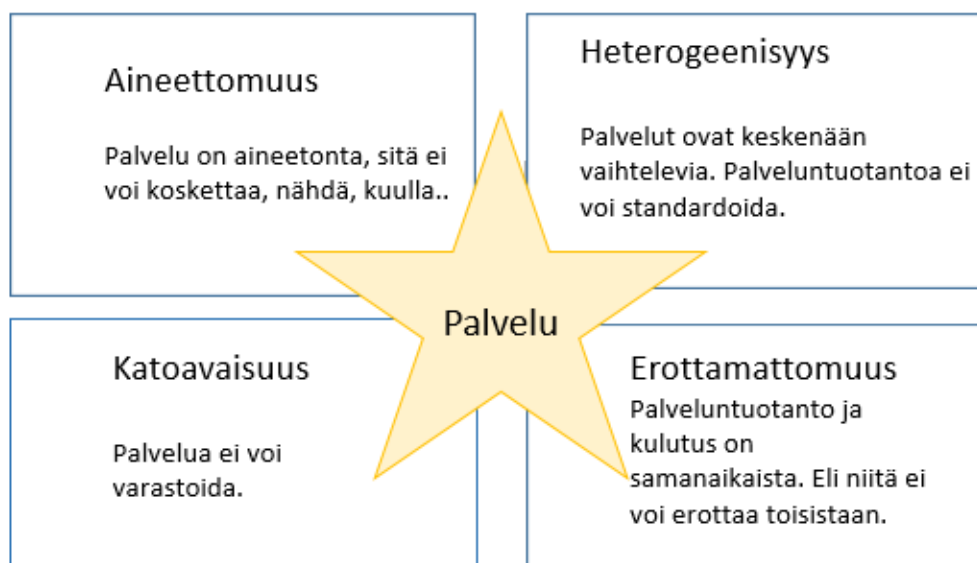 Aineettomuus
Palvelu on aineetonta, sitä ei
voi koskettaa, nähdä, kuulla..
Heterogeenisyys
Palvelut ovat keskenään
vaihtelevia. Palveluntuotantoa ei
voi standardoida.
Palvelu
Katoavaisuus
Palvelua ei voi
varastoida.
Erottamattomuus
Palveluntuotanto ja
kulutus on
samanaikaista. Eli niitä ei
voi erottaa toisistaan.